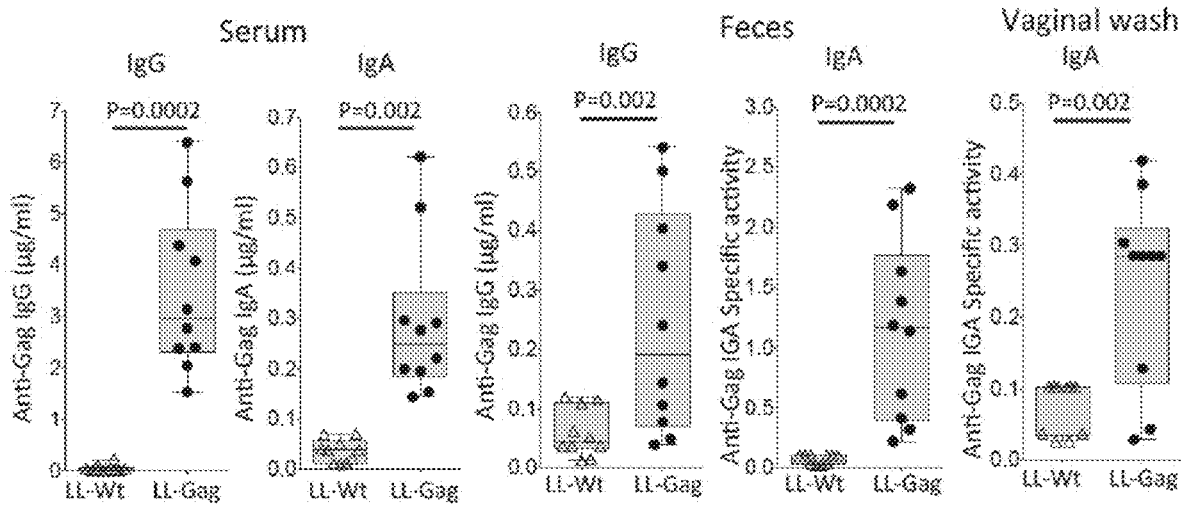 Serum
IgG
P=0.0002
Anti-Gag IgG (μg/ml)
7
6
5
4
3
2
1
0
LL-Wt LL-Gag
IgA
P=0.002
Anti-Gag IgA (μg/ml)
0.7
0.6
0.5
0.4
0.3
0.2
0.1
0.0
LL-Wt LL-Gag
Feces
IgG
P=0.002
Anti-Gag IgG (μg/ml)
0.6
0.5
0.4
0.3
0.2
0.1
0.0
LL-Wt LL-Gag
IgA
P=0.0002
Anti-Gag IGA Specific activity
3.0
2.5
2.0
1.5
1.0
0.5
0.0
LL-Wt LL-Gag
Vaginal wash
IgA
P=0.002
Anti-Gag IGA Specific activity
0.5
0.4
0.3
0.2
0.1
0.0
LL-Wt LL-Gag